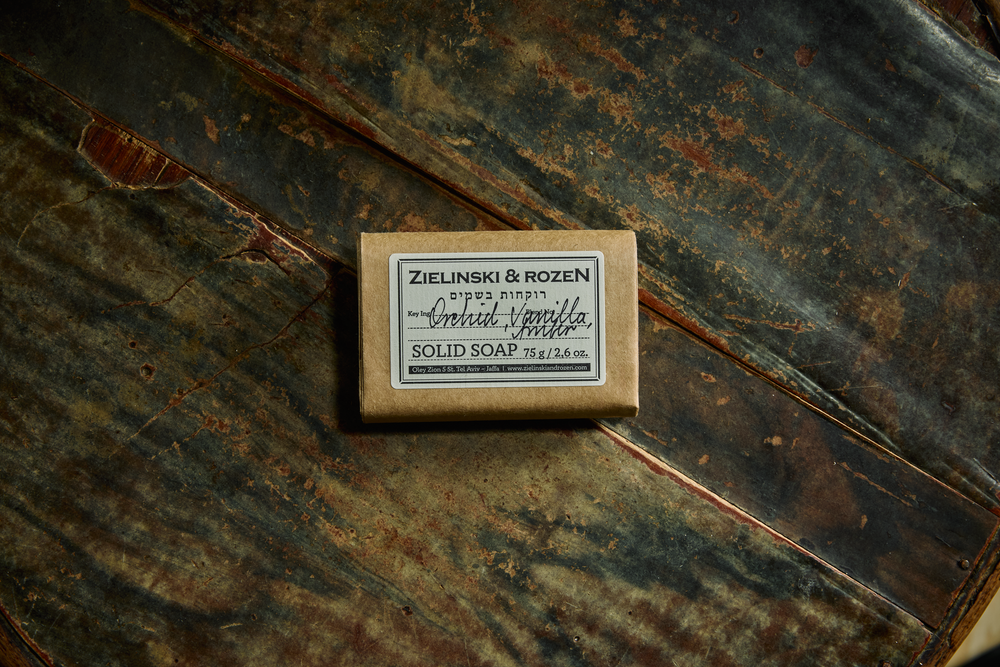 ZIELINSKI & ROZEN
רוקחות בשמים
Key Ing Orchid, Vanilla,
Amber
SOLID SOAP 75 g / 2,6 oz.
Oley Zion 5 St. Tel Aviv – Jaffa | www.zielinskiandrozen.com